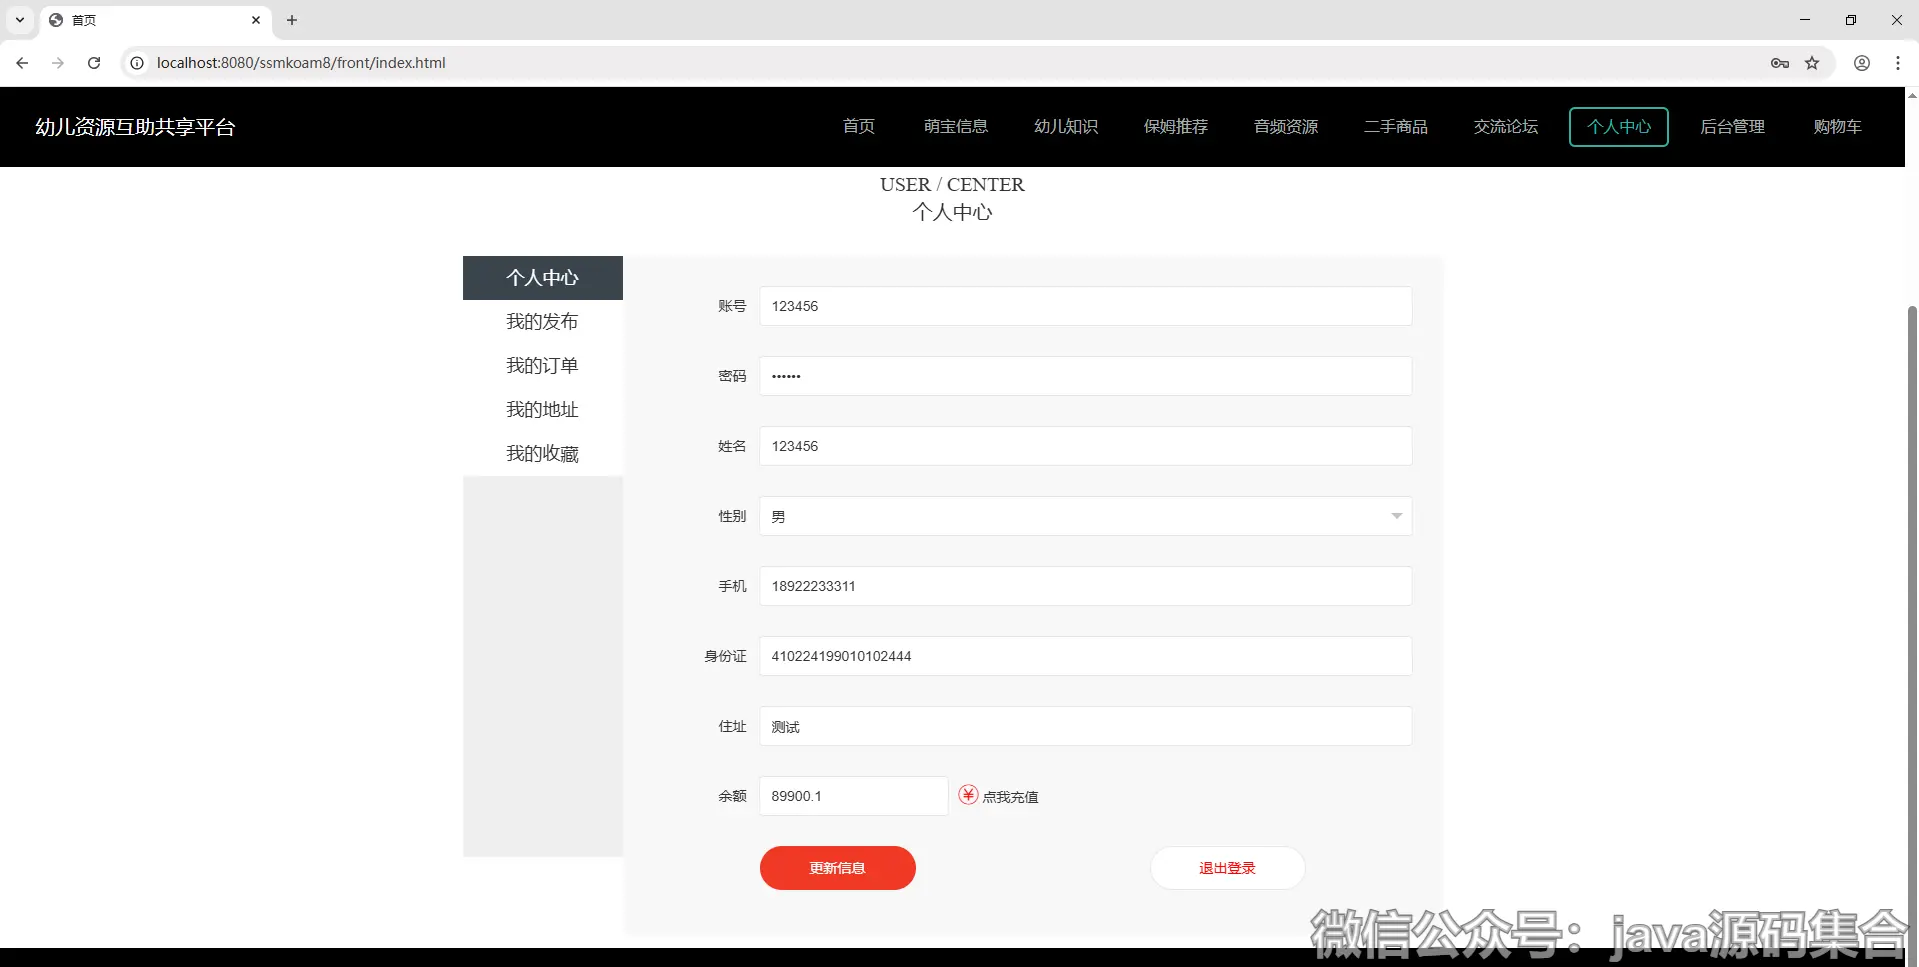 首页
localhost:8080/ssmkoam8/front/index.html
幼儿资源互助共享平台
首页 萌宝信息 幼儿知识 保姆推荐 音频资源 二手商品 交流论坛 个人中心 后台管理 购物车
USER / CENTER
个人中心
个人中心
我的发布
我的订单
我的地址
我的收藏
账号 123456
密码 ••••••
姓名 123456
性别 男
手机 18922233311
身份证 410224199010102444
住址 测试
余额 89900.1 点我充值
更新信息 退出登录
微信公众号：java源码集合